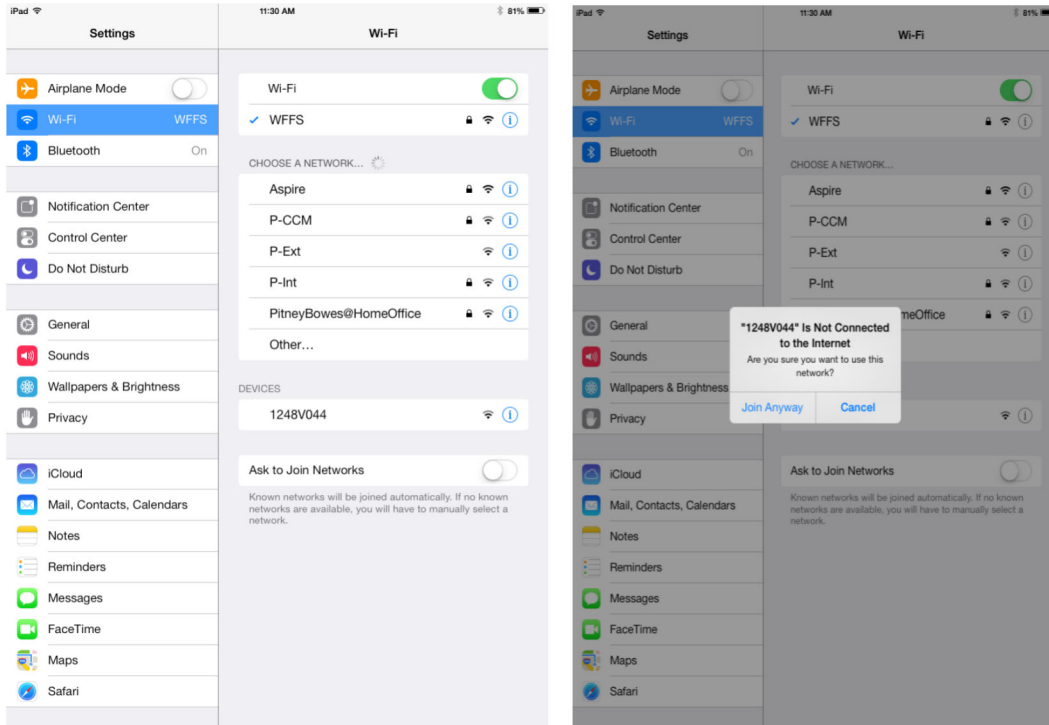 iPad
11:30 AM
81%
Settings
Wi-Fi
Airplane Mode
Wi-Fi WFFS
Bluetooth On
Notification Center
Control Center
Do Not Disturb
General
Sounds
Wallpapers & Brightness
Privacy
iCloud
Mail, Contacts, Calendars
Notes
Reminders
Messages
FaceTime
Maps
Safari
Wi-Fi
WFFS
CHOOSE A NETWORK...
Aspire
P-CCM
P-Ext
P-Int
PitneyBowes@HomeOffice
Other...
DEVICES
1248V044
Ask to Join Networks
Known networks will be joined automatically. If no known
networks are available, you will have to manually select a
network.
iPad
11:30 AM
81%
Settings
Wi-Fi
Airplane Mode
Wi-Fi WFFS
Bluetooth On
Notification Center
Control Center
Do Not Disturb
General
Sounds
Wallpapers & Brightness
Privacy
iCloud
Mail, Contacts, Calendars
Notes
Reminders
Messages
FaceTime
Maps
Safari
Wi-Fi
WFFS
CHOOSE A NETWORK...
Aspire
P-CCM
P-Ext
P-Int
meOffice
"1248V044" Is Not Connected
to the Internet
Are you sure you want to use this
network?
Join Anyway Cancel
Ask to Join Networks
Known networks will be joined automatically. If no known
networks are available, you will have to manually select a
network.